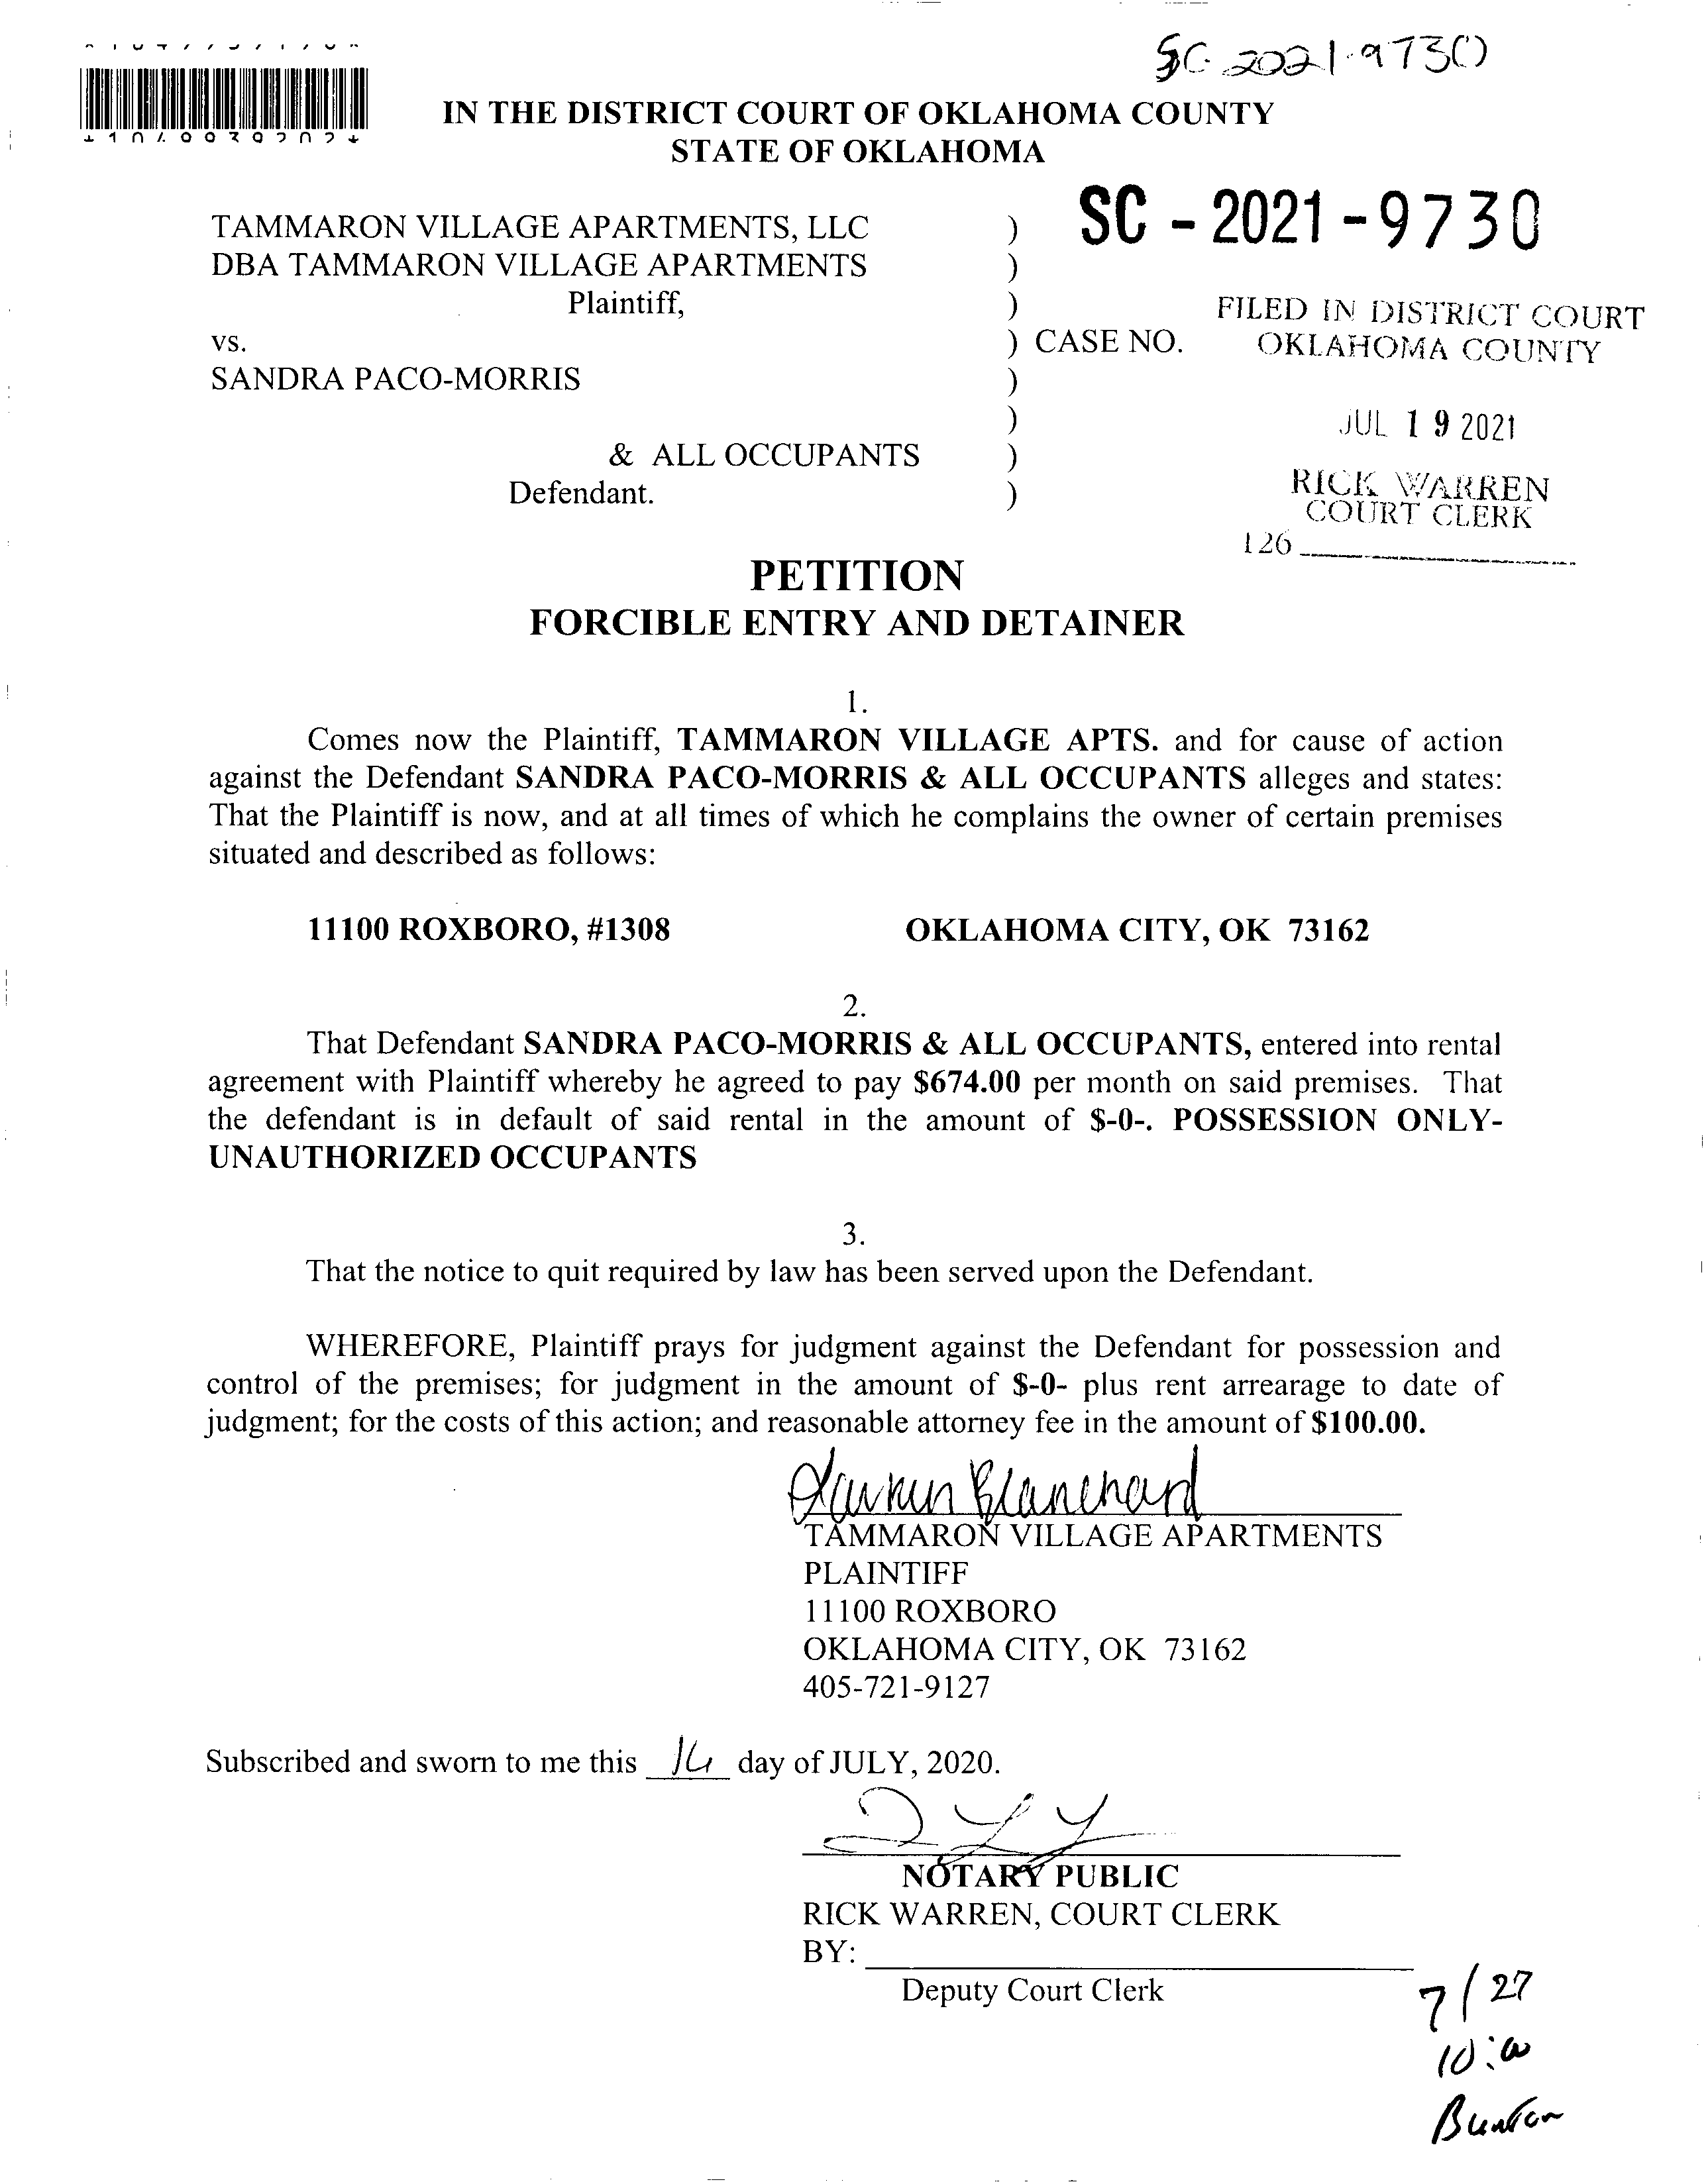 SC-2021-9730
IN THE DISTRICT COURT OF OKLAHOMA COUNTY
STATE OF OKLAHOMA
SC - 2021 - 9730
TAMMARON VILLAGE APARTMENTS, LLC )
DBA TAMMARON VILLAGE APARTMENTS )
Plaintiff, )
FILED IN DISTRICT COURT
OKLAHOMA COUNTY
vs. ) CASE NO.
SANDRA PACO-MORRIS )
)
JUL 19 2021
& ALL OCCUPANTS )
Defendant. )
RICK WARREN
COURT CLERK
126
PETITION
FORCIBLE ENTRY AND DETAINER
1.
Comes now the Plaintiff, TAMMARON VILLAGE APTS. and for cause of action
against the Defendant SANDRA PACO-MORRIS & ALL OCCUPANTS alleges and states:
That the Plaintiff is now, and at all times of which he complains the owner of certain premises
situated and described as follows:
11100 ROXBORO, #1308 OKLAHOMA CITY, OK 73162
2.
That Defendant SANDRA PACO-MORRIS & ALL OCCUPANTS, entered into rental
agreement with Plaintiff whereby he agreed to pay $674.00 per month on said premises. That
the defendant is in default of said rental in the amount of $-0-. POSSESSION ONLY-
UNAUTHORIZED OCCUPANTS
3.
That the notice to quit required by law has been served upon the Defendant.
WHEREFORE, Plaintiff prays for judgment against the Defendant for possession and
control of the premises; for judgment in the amount of $-0- plus rent arrearage to date of
judgment; for the costs of this action; and reasonable attorney fee in the amount of $100.00.
Blanchard
TAMMARON VILLAGE APARTMENTS
PLAINTIFF
11100 ROXBORO
OKLAHOMA CITY, OK 73162
405-721-9127
Subscribed and sworn to me this day of JULY, 2020.
NOTARY PUBLIC
RICK WARREN, COURT CLERK
BY:
Deputy Court Clerk
7/27
10:00